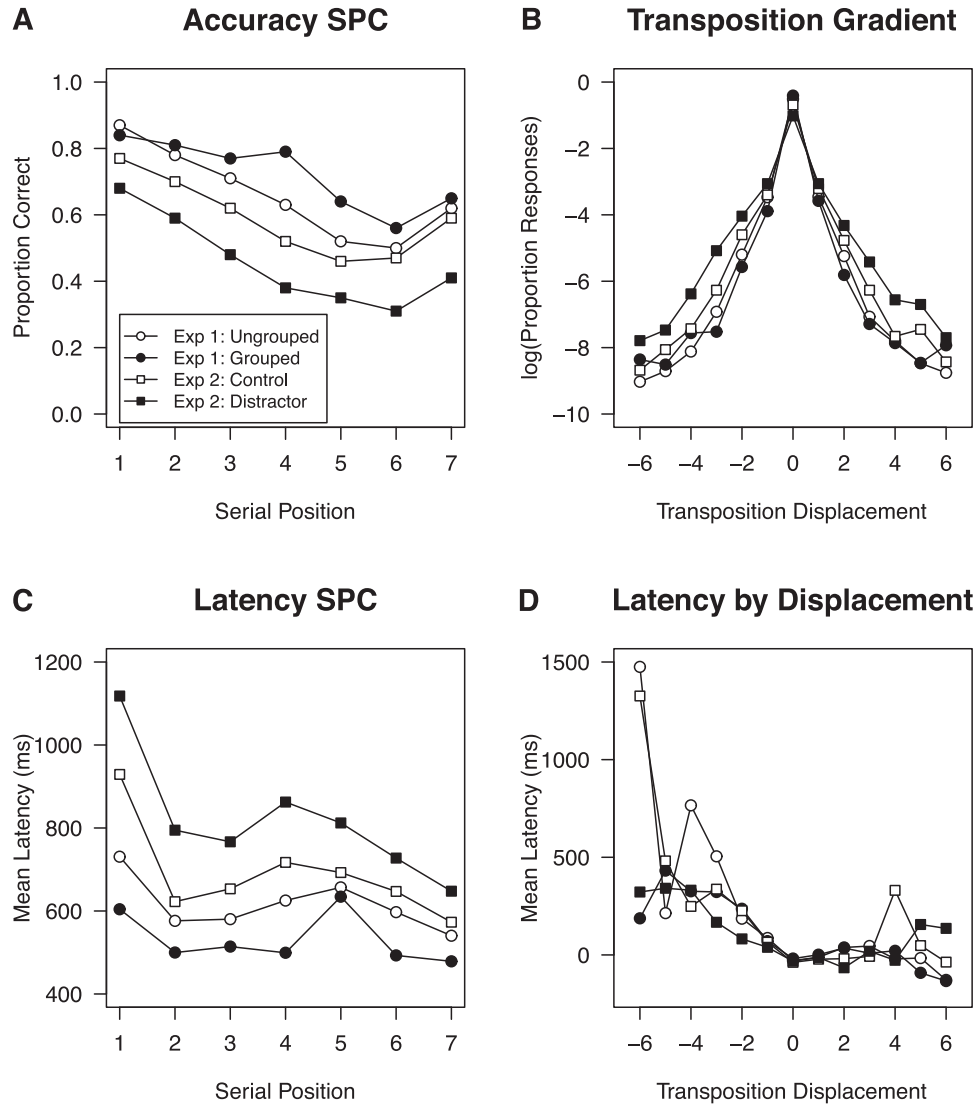 A Accuracy SPC
Proportion Correct
1.0
0.8
0.6
0.4
0.2
0.0
Exp 1: Ungrouped
Exp 1: Grouped
Exp 2: Control
Exp 2: Distractor
1 2 3 4 5 6 7
Serial Position
B Transposition Gradient
log(Proportion Responses)
0
−2
−4
−6
−8
−10
−6 −4 −2 0 2 4 6
Transposition Displacement
C Latency SPC
Mean Latency (ms)
1200
1000
800
600
400
1 2 3 4 5 6 7
Serial Position
D Latency by Displacement
Mean Latency (ms)
1500
1000
500
0
−6 −4 −2 0 2 4 6
Transposition Displacement